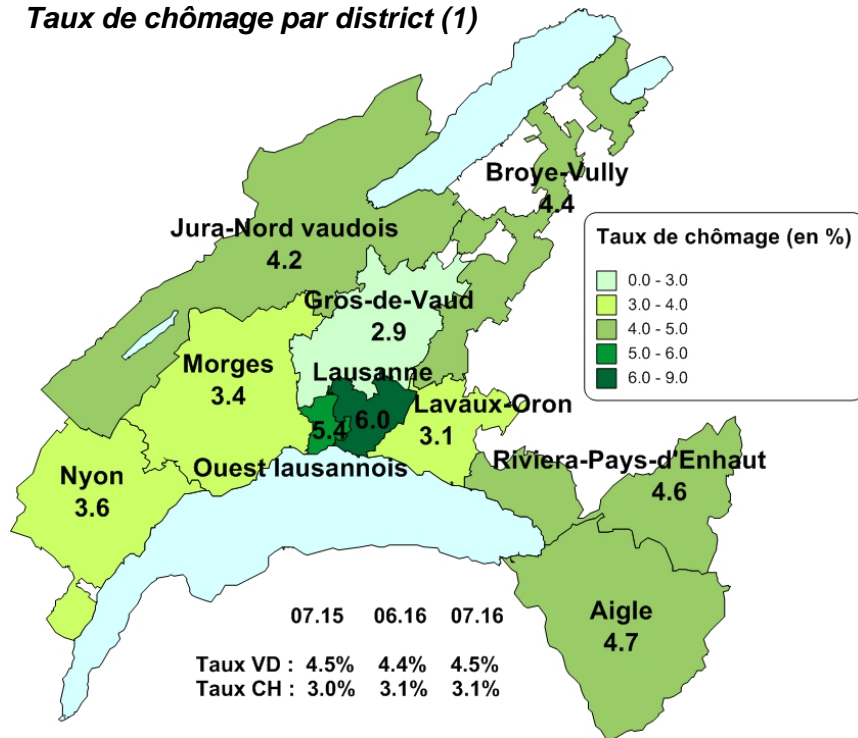 Taux de chômage par district (1)
Broye-Vully
4.4
Jura-Nord vaudois
4.2
Taux de chômage (en %)
0.0 - 3.0
3.0 - 4.0
4.0 - 5.0
5.0 - 6.0
6.0 - 9.0
Gros-de-Vaud
2.9
Morges
3.4
Lausanne
6.0
5.4
Ouest lausannois
Lavaux-Oron
3.1
Riviera-Pays-d'Enhaut
4.6
Nyon
3.6
Aigle
4.7
07.15 06.16 07.16
Taux VD : 4.5% 4.4% 4.5%
Taux CH : 3.0% 3.1% 3.1%